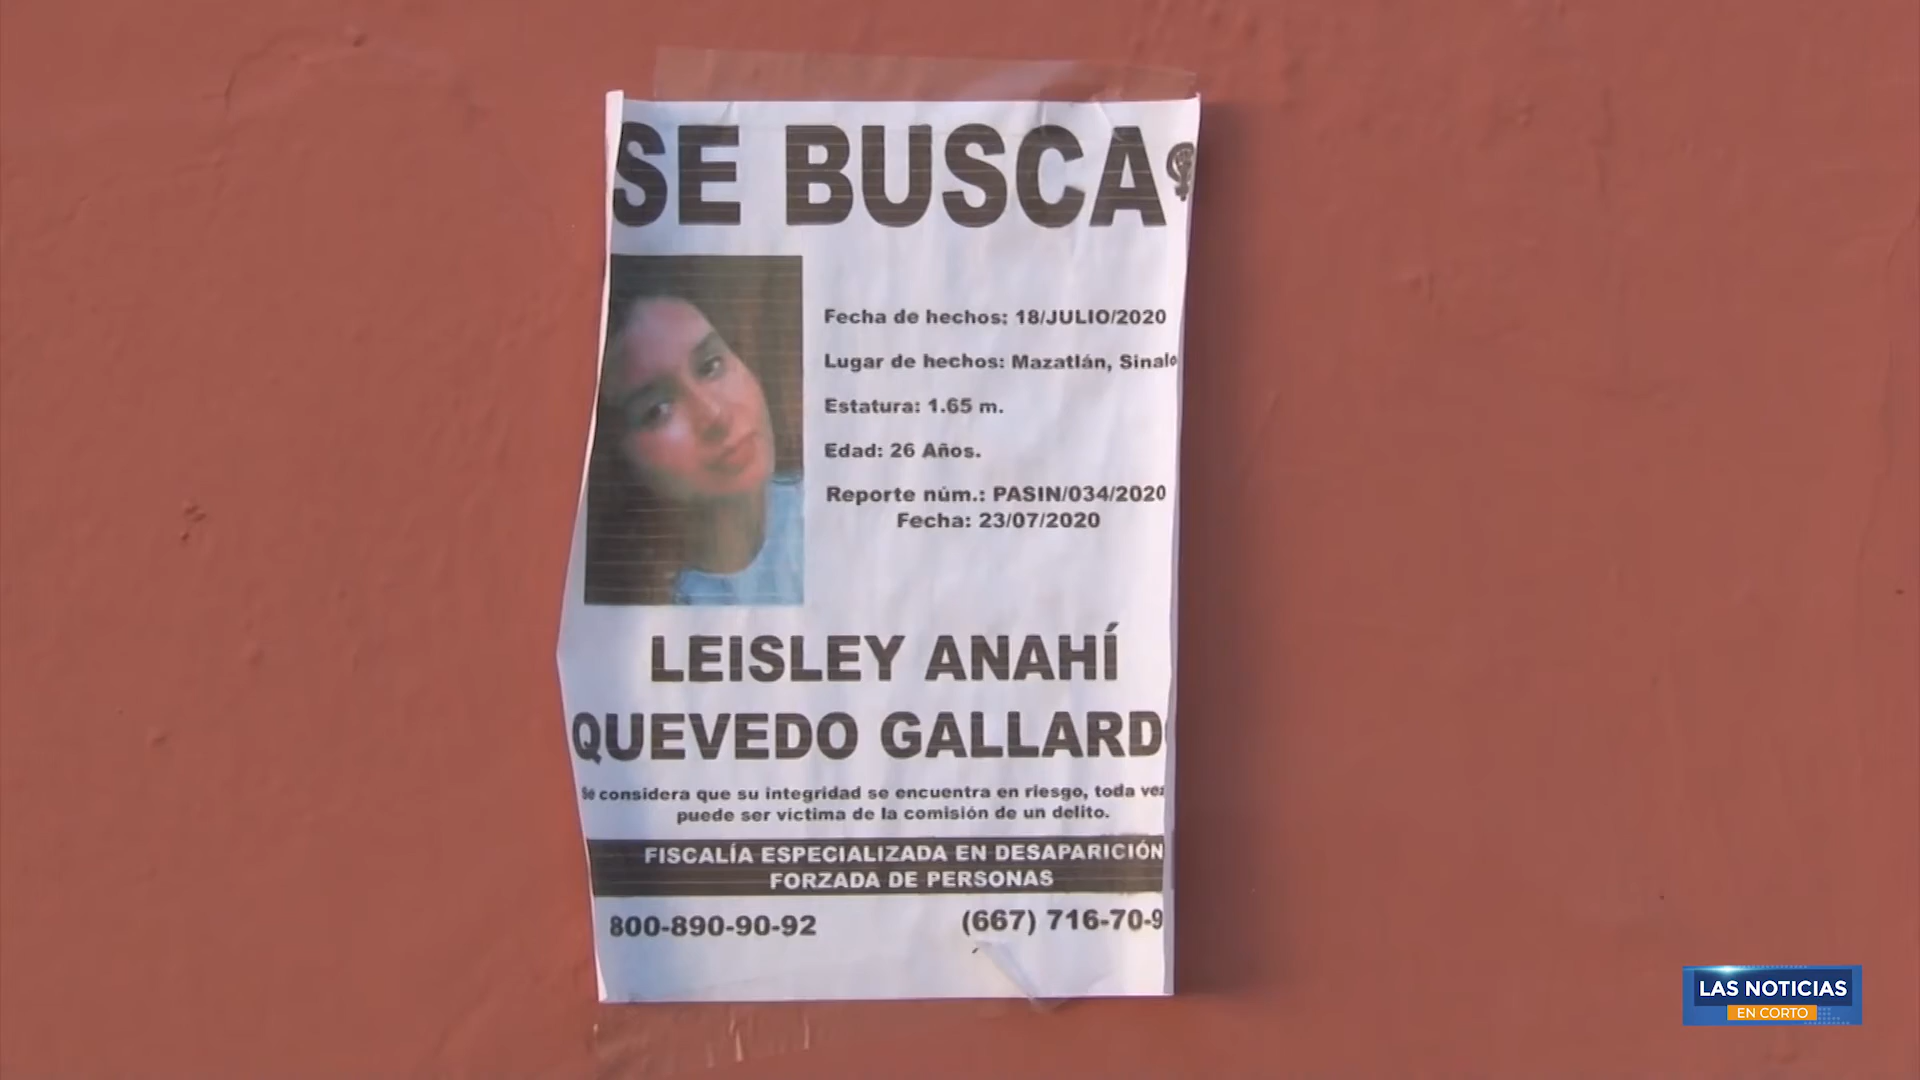 SE BUSCA
Fecha de hechos: 18/JULIO/2020
Lugar de hechos: Mazatlán, Sinalo
Estatura: 1.65 m.
Edad: 26 Años.
Reporte núm.: PASIN/034/2020
Fecha: 23/07/2020
LEISLEY ANAHÍ
QUEVEDO GALLARDO
Se considera que su integridad se encuentra en riesgo, toda vez
puede ser víctima de la comisión de un delito.
FISCALÍA ESPECIALIZADA EN DESAPARICIÓN
FORZADA DE PERSONAS
800-890-90-92 (667) 716-70-9
LAS NOTICIAS
EN CORTO